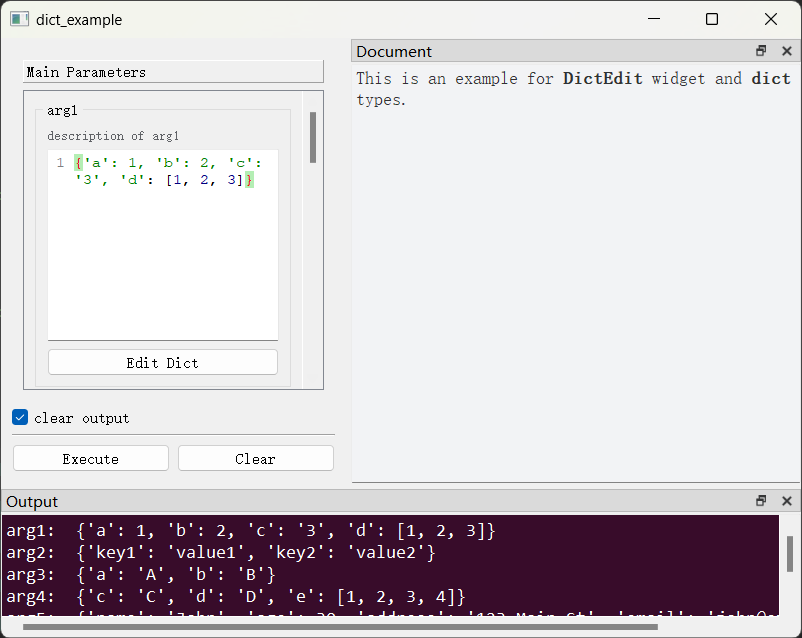 dict_example
Main Parameters
arg1
description of arg1
1 {'a': 1, 'b': 2, 'c':
'3', 'd': [1, 2, 3]}
Edit Dict
clear output
Execute
Clear
Document
This is an example for DictEdit widget and dict
types.
Output
arg1: {'a': 1, 'b': 2, 'c': '3', 'd': [1, 2, 3]}
arg2: {'key1': 'value1', 'key2': 'value2'}
arg3: {'a': 'A', 'b': 'B'}
arg4: {'c': 'C', 'd': 'D', 'e': [1, 2, 3, 4]}